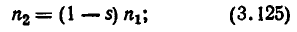 n₂ = (1 — s) n₁; (3.125)